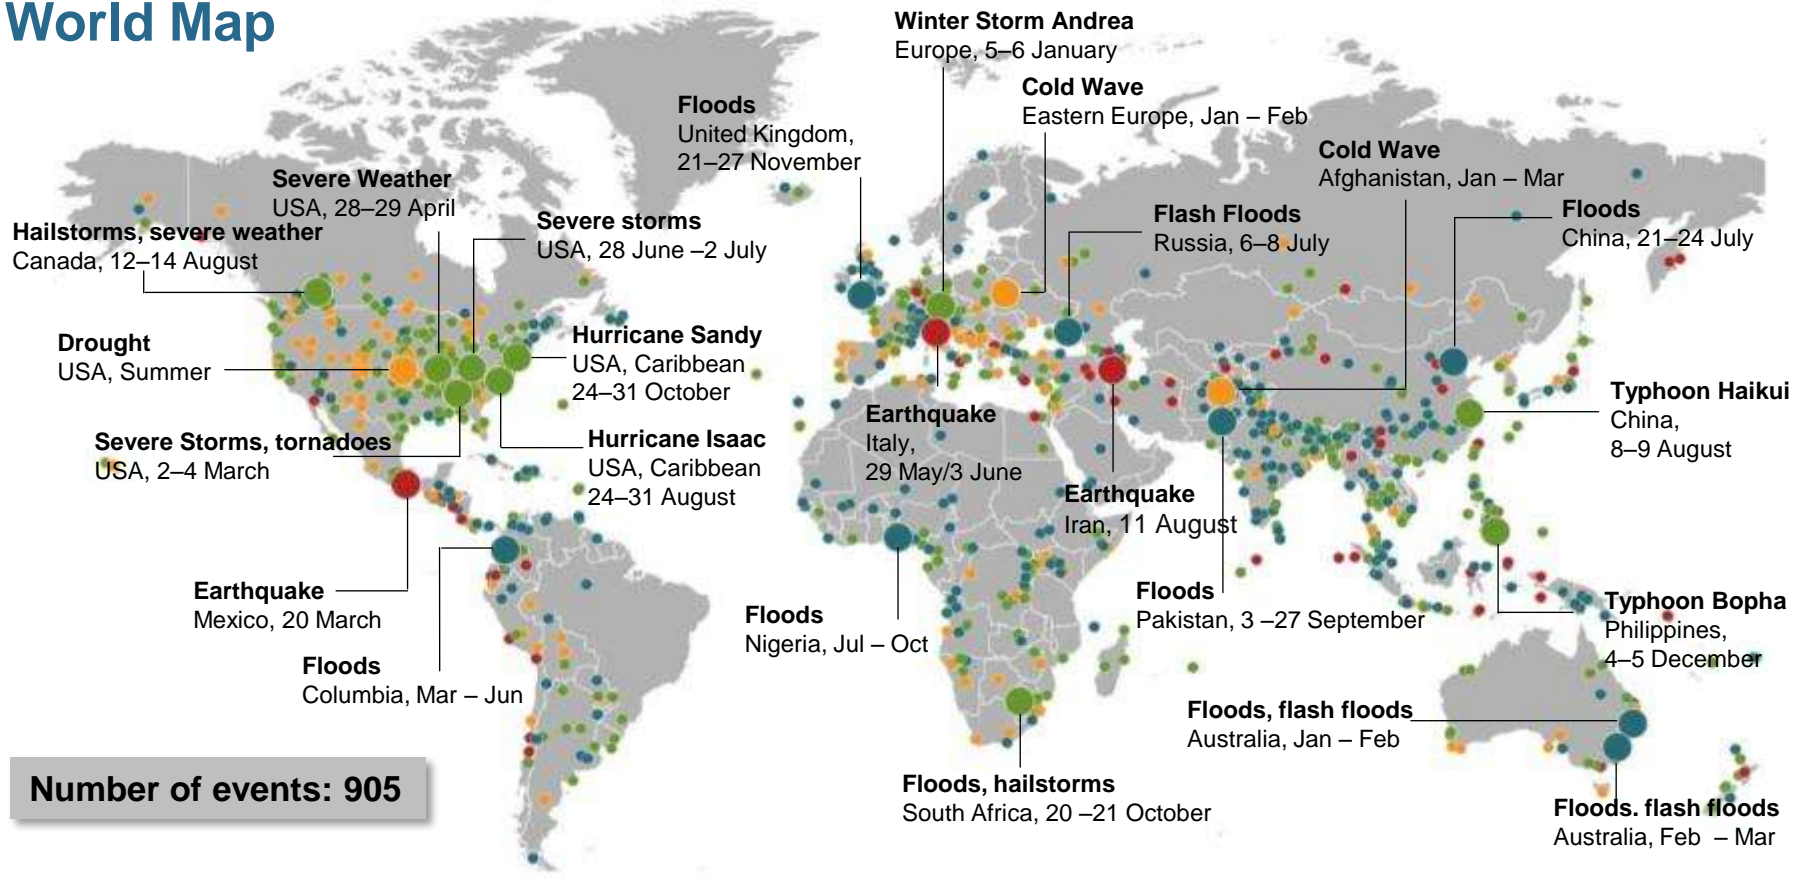 World Map
Winter Storm Andrea
Europe, 5–6 January
Cold Wave
Eastern Europe, Jan – Feb
Floods
United Kingdom,
21–27 November
Cold Wave
Afghanistan, Jan – Mar
Severe Weather
USA, 28–29 April
Severe storms
USA, 28 June –2 July
Flash Floods
Russia, 6–8 July
Floods
China, 21–24 July
Hailstorms, severe weather
Canada, 12–14 August
Drought
USA, Summer
Hurricane Sandy
USA, Caribbean
24–31 October
Typhoon Haikui
China,
8–9 August
Severe Storms, tornadoes
USA, 2–4 March
Hurricane Isaac
USA, Caribbean
24–31 August
Earthquake
Italy,
29 May/3 June
Earthquake
Iran, 11 August
Earthquake
Mexico, 20 March
Floods
Columbia, Mar – Jun
Floods
Nigeria, Jul – Oct
Floods
Pakistan, 3 –27 September
Typhoon Bopha
Philippines,
4–5 December
Floods, flash floods
Australia, Jan – Feb
Floods, hailstorms
South Africa, 20 –21 October
Floods. flash floods
Australia, Feb – Mar
Number of events: 905